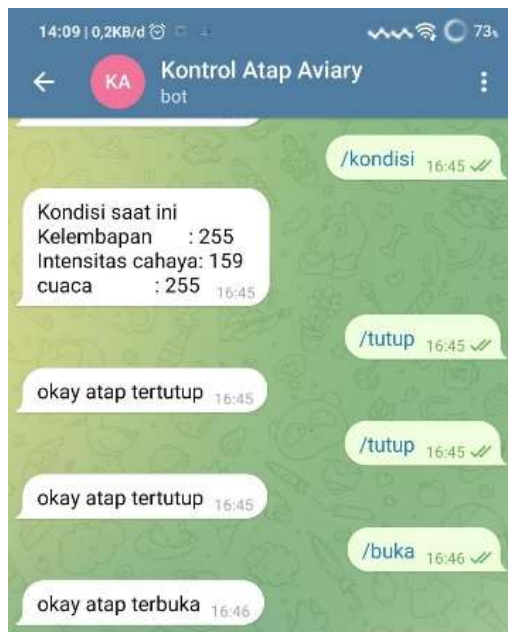 14:09 | 0,2KB/d
73%
KA
Kontrol Atap Aviary
bot
/kondisi 16:45
Kondisi saat ini
Kelembapan : 255
Intensitas cahaya: 159
cuaca : 255 16:45
/tutup 16:45
okay atap tertutup 16:45
/tutup 16:45
okay atap tertutup 16:45
/buka 16:46
okay atap terbuka 16:46